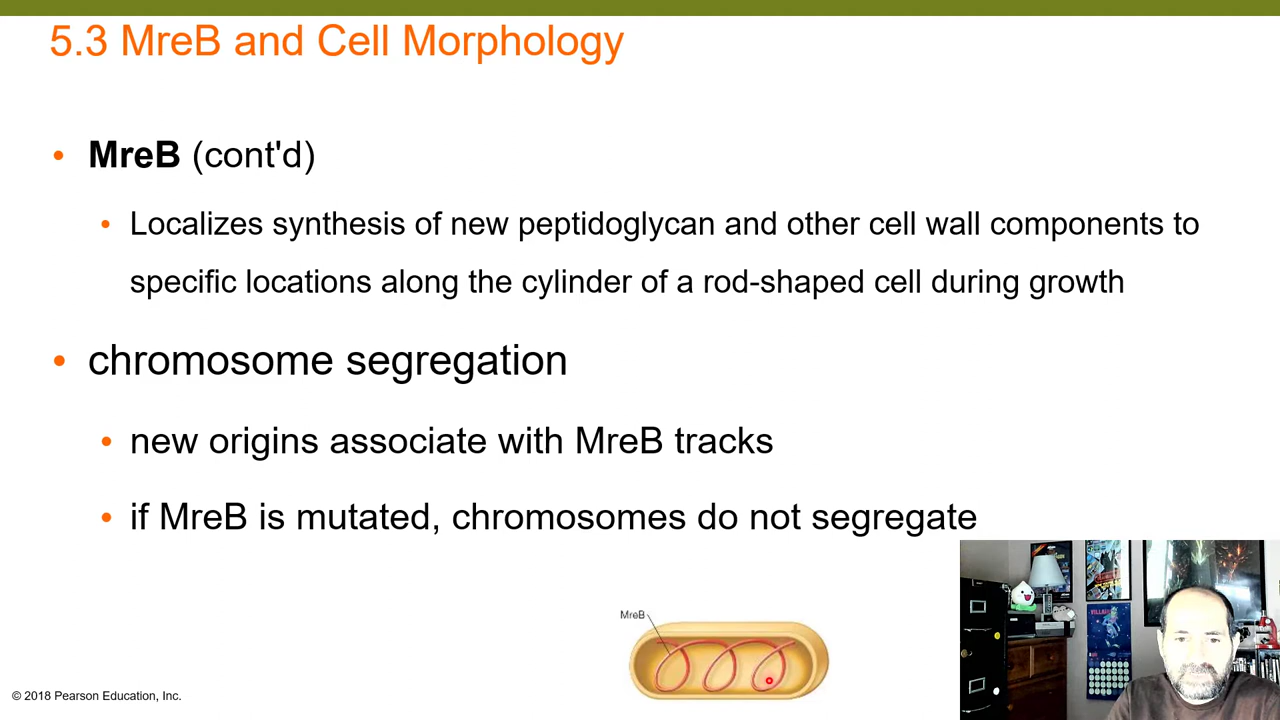 5.3 MreB and Cell Morphology
• MreB (cont'd)
• Localizes synthesis of new peptidoglycan and other cell wall components to
specific locations along the cylinder of a rod-shaped cell during growth
• chromosome segregation
• new origins associate with MreB tracks
• if MreB is mutated, chromosomes do not segregate
MreB
© 2018 Pearson Education, Inc.